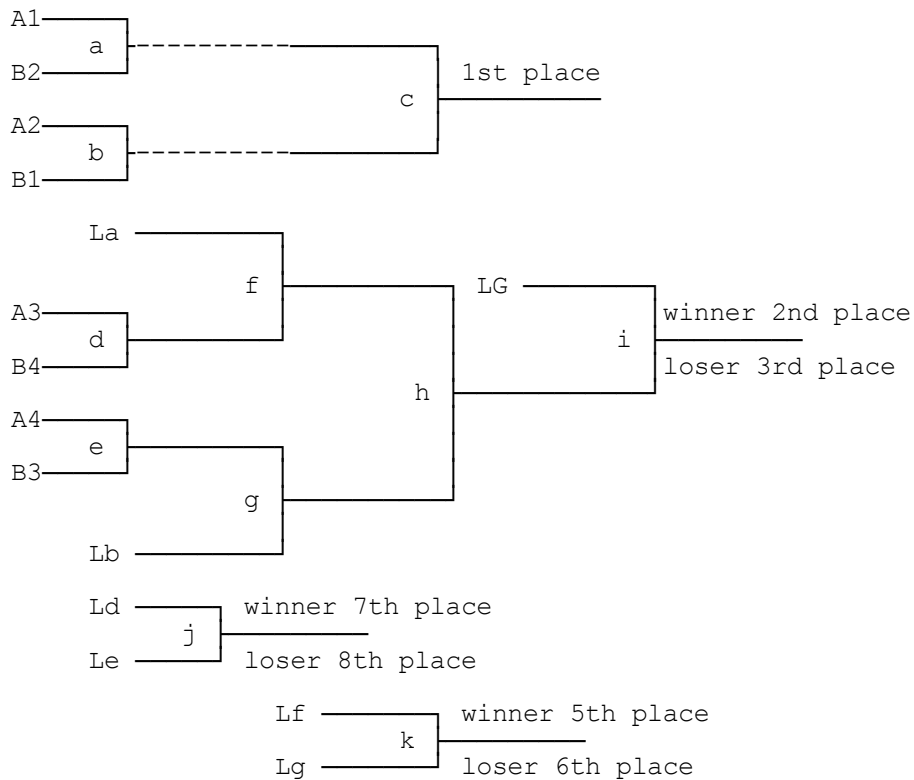 A1
a
B2
1st place
c
A2
b
B1
La
f
LG
A3
winner 2nd place
d
i
B4
loser 3rd place
h
A4
e
B3
g
Lb
Ld
winner 7th place
j
Le
loser 8th place
Lf
winner 5th place
k
Lg
loser 6th place